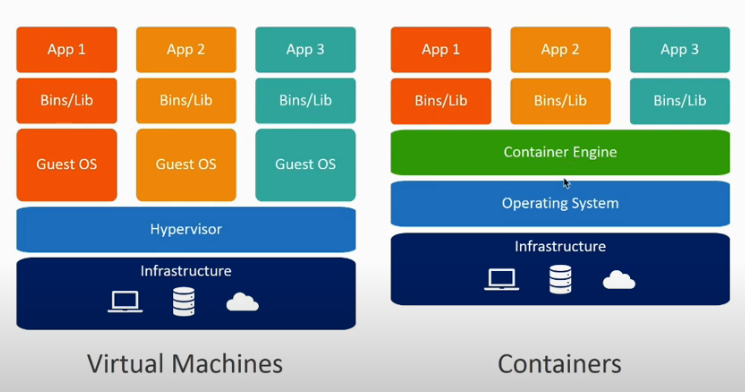 App 1
App 2
App 3
Bins/Lib
Bins/Lib
Bins/Lib
Guest OS
Guest OS
Guest OS
Hypervisor
Infrastructure
Virtual Machines
App 1
App 2
App 3
Bins/Lib
Bins/Lib
Bins/Lib
Container Engine
Operating System
Infrastructure
Containers